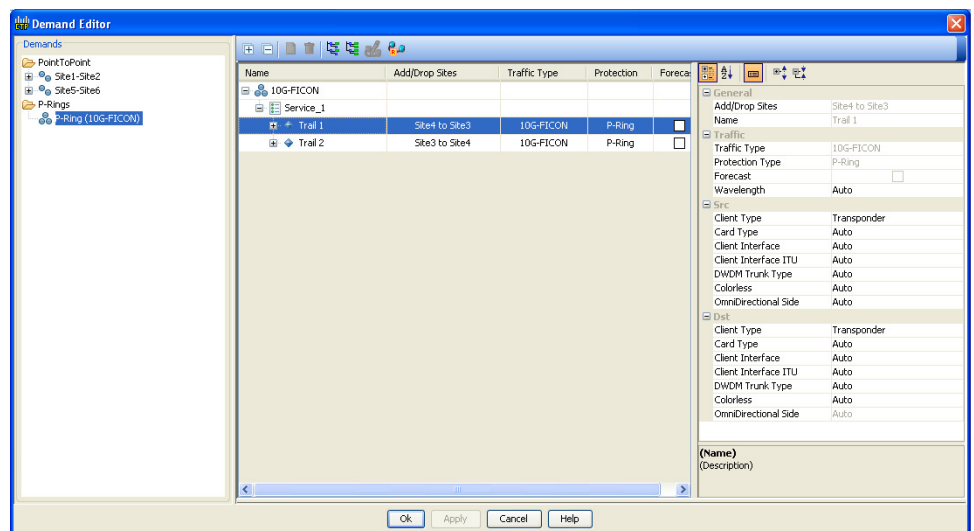 CTP Demand Editor
Demands
PointToPoint
Site1-Site2
Site5-Site6
P-Rings
P-Ring (10G-FICON)
Name Add/Drop Sites Traffic Type Protection Foreca
10G-FICON
Service_1
Trail 1 Site4 to Site3 10G-FICON P-Ring
Trail 2 Site3 to Site4 10G-FICON P-Ring
General
Add/Drop Sites Site4 to Site3
Name Trail 1
Traffic
Traffic Type 10G-FICON
Protection Type P-Ring
Forecast
Wavelength Auto
Src
Client Type Transponder
Card Type Auto
Client Interface Auto
Client Interface ITU Auto
DWDM Trunk Type Auto
Colorless Auto
OmniDirectional Side Auto
Dst
Client Type Transponder
Card Type Auto
Client Interface Auto
Client Interface ITU Auto
DWDM Trunk Type Auto
Colorless Auto
OmniDirectional Side Auto
(Name)
(Description)
Ok Apply Cancel Help